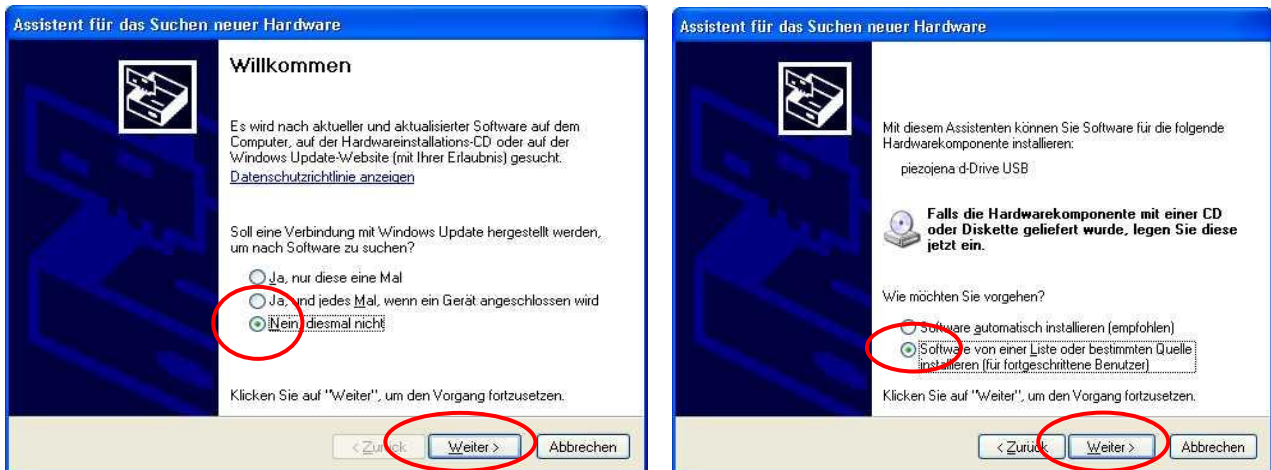 Assistent für das Suchen neuer Hardware
Willkommen
Es wird nach aktueller und aktualisierter Software auf dem
Computer, auf der Hardwareinstallations-CD oder auf der
Windows Update-Website (mit Ihrer Erlaubnis) gesucht.
Datenschutzrichtlinie anzeigen
Soll eine Verbindung mit Windows Update hergestellt werden,
um nach Software zu suchen?
Ja, nur diese eine Mal
Ja, und jedes Mal, wenn ein Gerät angeschlossen wird
Nein, diesmal nicht
Klicken Sie auf "Weiter", um den Vorgang fortzusetzen.
< Zurück
Weiter >
Abbrechen
Assistent für das Suchen neuer Hardware
Mit diesem Assistenten können Sie Software für die folgende
Hardwarekomponente installieren:
piezojena d-Drive USB
Falls die Hardwarekomponente mit einer CD
oder Diskette geliefert wurde, legen Sie diese
jetzt ein.
Wie möchten Sie vorgehen?
Software automatisch installieren (empfohlen)
Software von einer Liste oder bestimmten Quelle
installieren (für fortgeschrittene Benutzer)
Klicken Sie auf "Weiter", um den Vorgang fortzusetzen.
< Zurück
Weiter >
Abbrechen